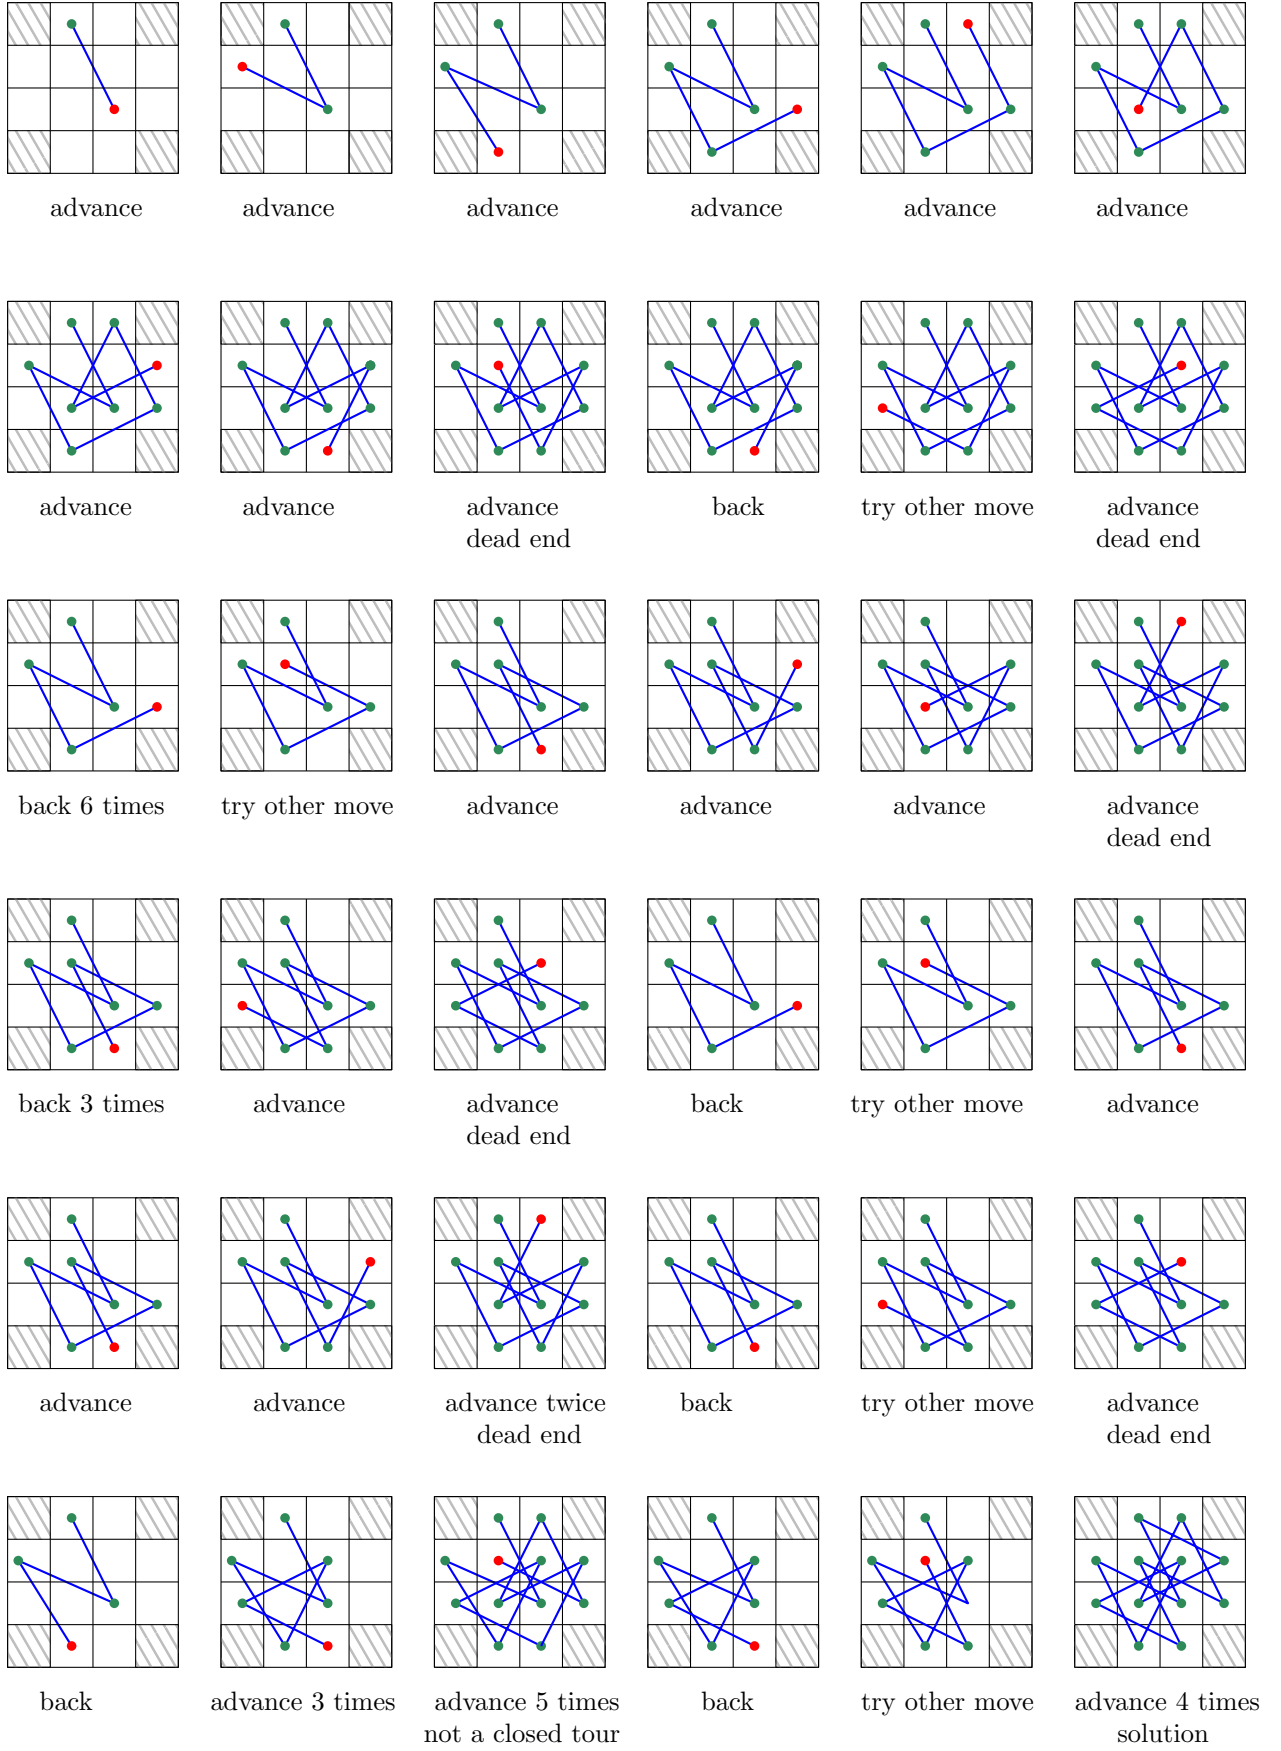 advance
advance
advance
advance
advance
advance
advance
advance
advance
dead end
back
try other move
advance
dead end
back 6 times
try other move
advance
advance
advance
advance
dead end
back 3 times
advance
advance
dead end
back
try other move
advance
advance
advance
advance twice
dead end
back
try other move
advance
dead end
back
advance 3 times
advance 5 times
not a closed tour
back
try other move
advance 4 times
solution